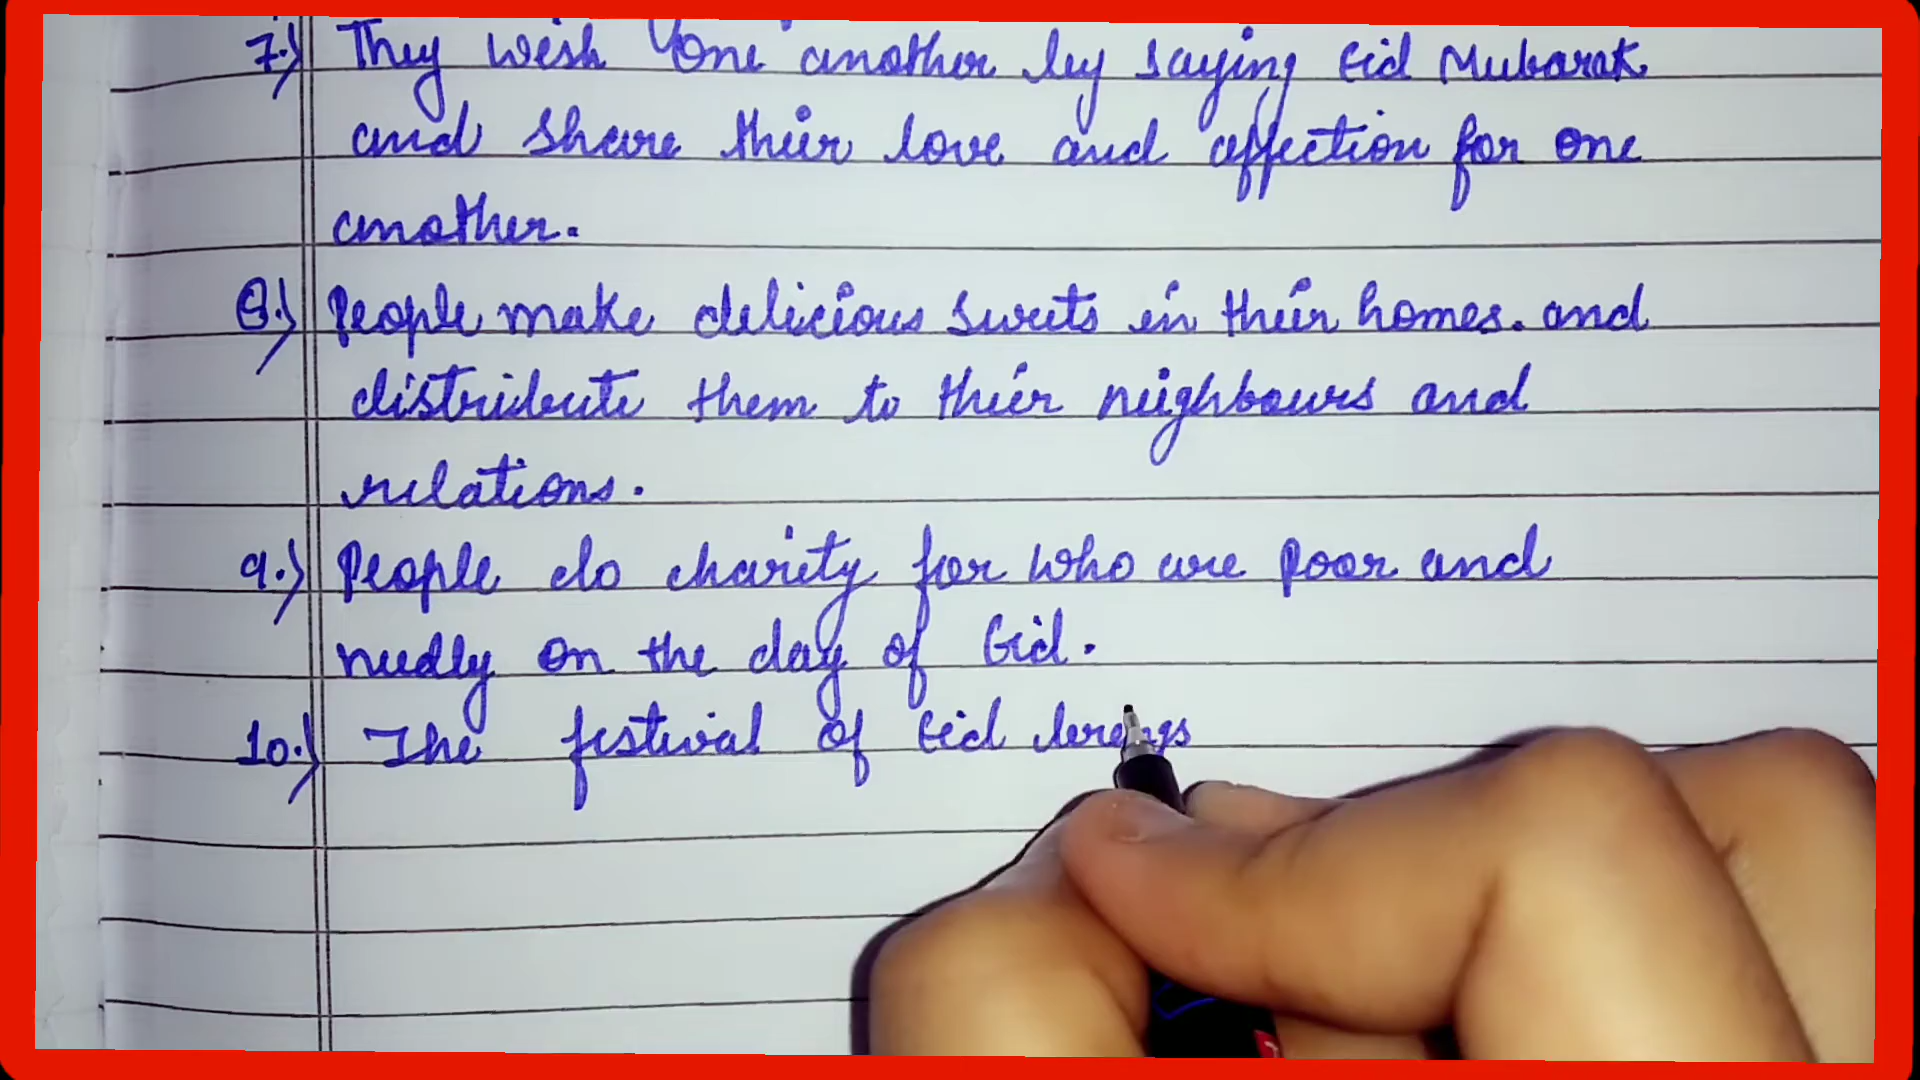 7.) They wish one another by saying Eid Mubarak
and share their love and affection for one
another.
8.) People make delicious sweets in their homes. and
distribute them to their neighbours and
relations.
9.) People do charity for who are poor and
needly on the day of Eid.
10.) The festival of Eid brings